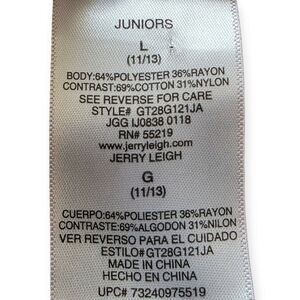 JUNIORS
L
(11/13)
BODY:64%POLYESTER 36%RAYON
CONTRAST:69%COTTON 31%NYLON
SEE REVERSE FOR CARE
STYLE# GT28G121JA
JGG IJ0838 0118
RN# 55219
www.jerryleigh.com
JERRY LEIGH
G
(11/13)
CUERPO:64%POLIESTER 36%RAYON
CONTRASTE:69%ALGODON 31%NILON
VER REVERSO PARA EL CUIDADO
ESTILO#GT28G121JA
MADE IN CHINA
HECHO EN CHINA
UPC# 73240975519